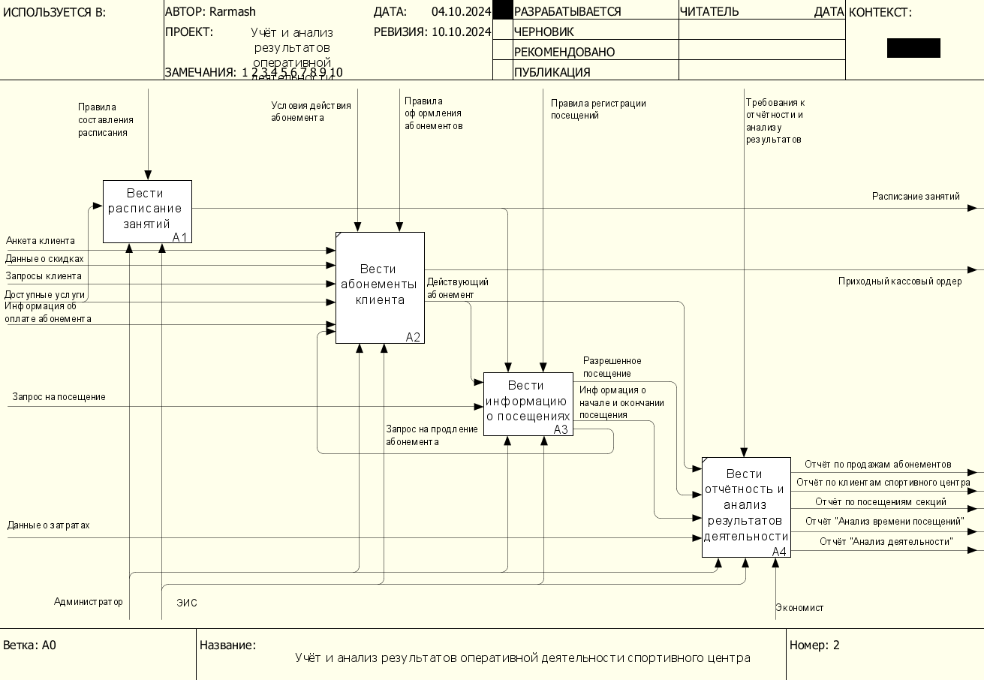 ИСПОЛЬЗУЕТСЯ В:
АВТОР: Rarmash
ДАТА: 04.10.2024
РАЗРАБАТЫВАЕТСЯ
ЧИТАТЕЛЬ
ДАТА
КОНТЕКСТ:
ПРОЕКТ:
Учёт и анализ
результатов
оперативной
деятельности
РЕВИЗИЯ: 10.10.2024
ЧЕРНОВИК
РЕКОМЕНДОВАНО
ЗАМЕЧАНИЯ: 1 2 3 4 5 6 7 8 9 10
ПУБЛИКАЦИЯ
Правила
составления
расписания
Условия действия
абонемента
Правила
оформления
абонементов
Правила регистрации
посещений
Требования к
отчётности и
анализу
результатов
Вести
расписание
занятий
A1
Расписание занятий
Анкета клиента
Данные о скидках
Запросы клиента
Доступные услуги
Информация об
оплате абонемента
Вести
абонементы
клиента
A2
Действующий
абонемент
Приходный кассовый ордер
Запрос на посещение
Вести
информацию
о посещениях
A3
Разрешенное
посещение
Информация о
начале и окончании
посещения
Запрос на продление
абонемента
Данные о затратах
Вести
отчётность и
анализ
результатов
деятельности
A4
Отчёт по продажам абонементов
Отчёт по клиентам спортивного центра
Отчёт по посещениям секций
Отчёт "Анализ времени посещений"
Отчёт "Анализ деятельности"
Администратор
ЭИС
Экономист
Ветка: A0
Название:
Учёт и анализ результатов оперативной деятельности спортивного центра
Номер: 2